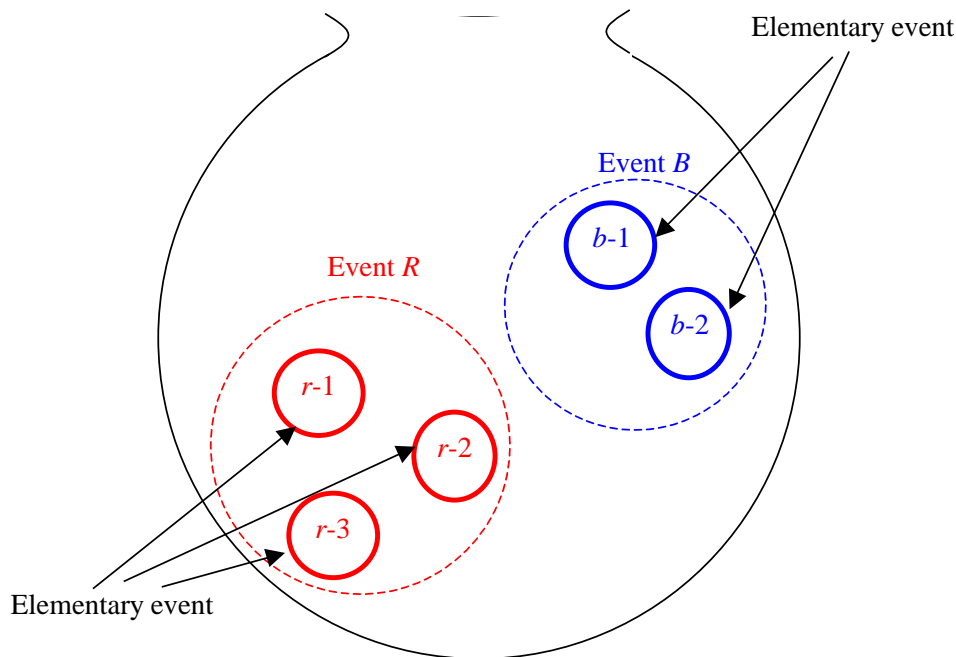 Elementary event
Event B
b-1
b-2
Event R
r-1
r-2
r-3
Elementary event